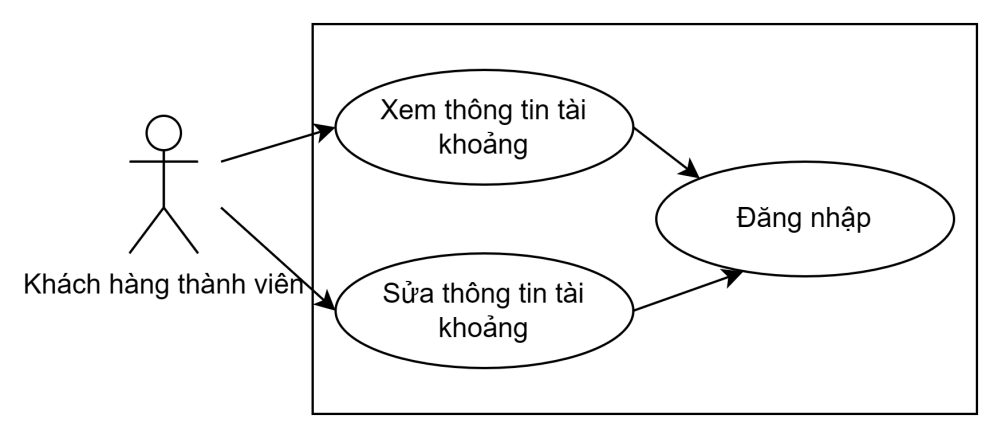 Xem thông tin tài
khoảng
Đăng nhập
Khách hàng thành viên
Sửa thông tin tài
khoảng